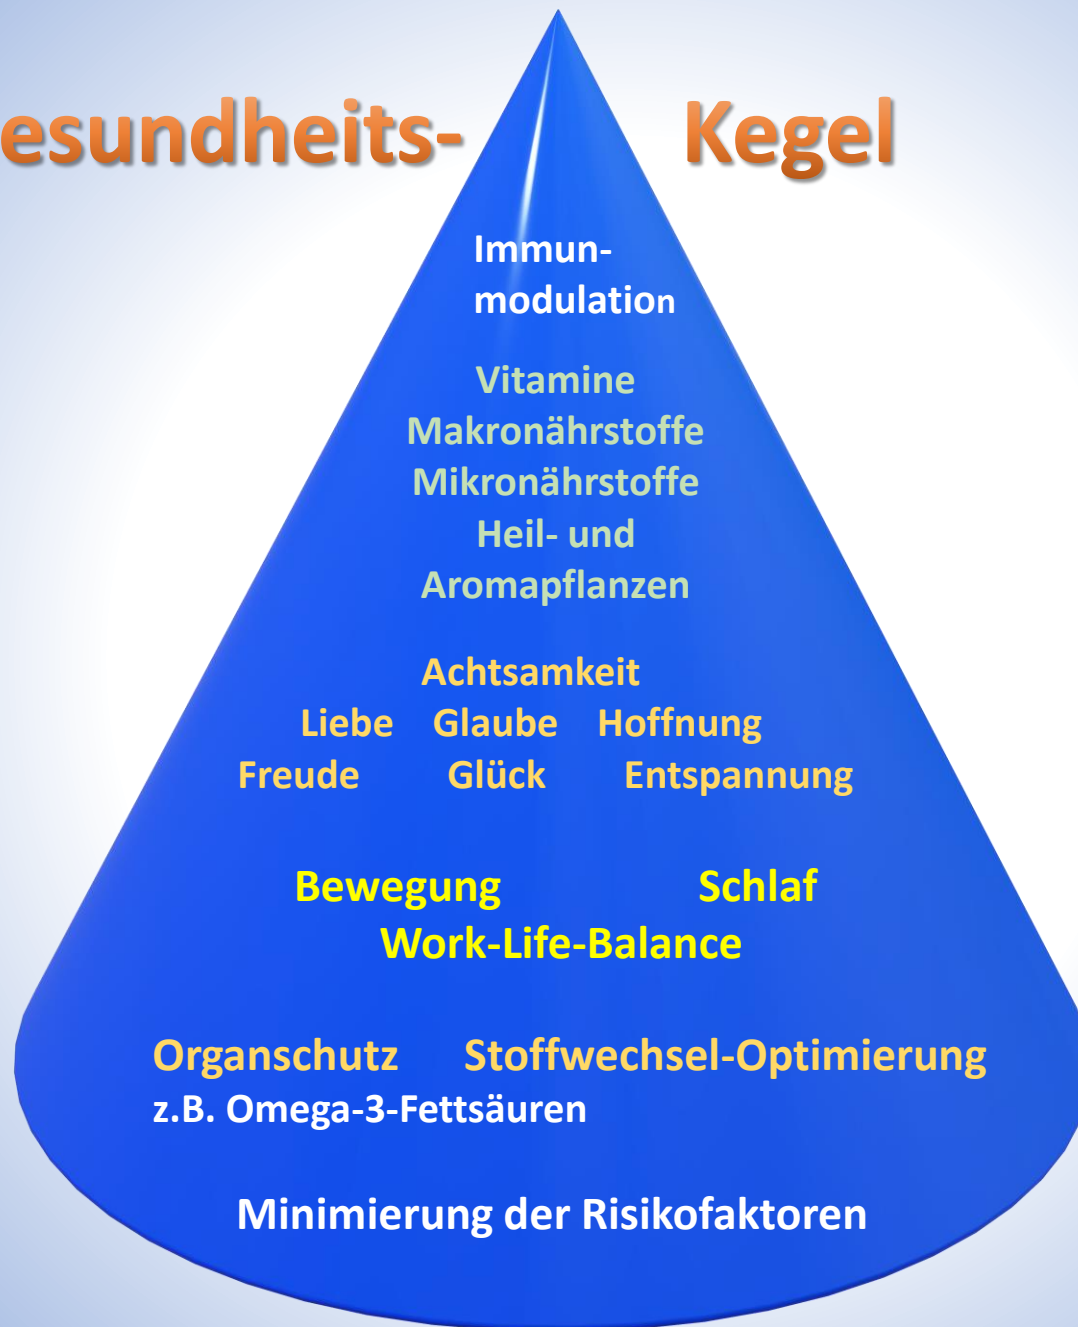 esundheits- Kegel
Immun-
modulation
Vitamine
Makronährstoffe
Mikronährstoffe
Heil- und
Aromapflanzen
Achtsamkeit
Liebe Glaube Hoffnung
Freude Glück Entspannung
Bewegung Schlaf
Work-Life-Balance
Organschutz Stoffwechsel-Optimierung
z.B. Omega-3-Fettsäuren
Minimierung der Risikofaktoren